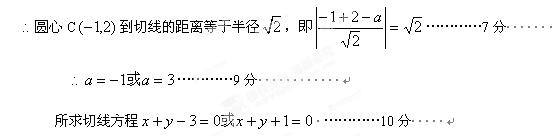 ∴圆心 C(−1,2) 到切线的距离等于半径 √2，即 |(−1+2−a)/√2| = √2 …………7 分
∴ a = −1或a = 3…………9 分
所求切线方程 x + y − 3 = 0或x + y + 1 = 0 …………10 分